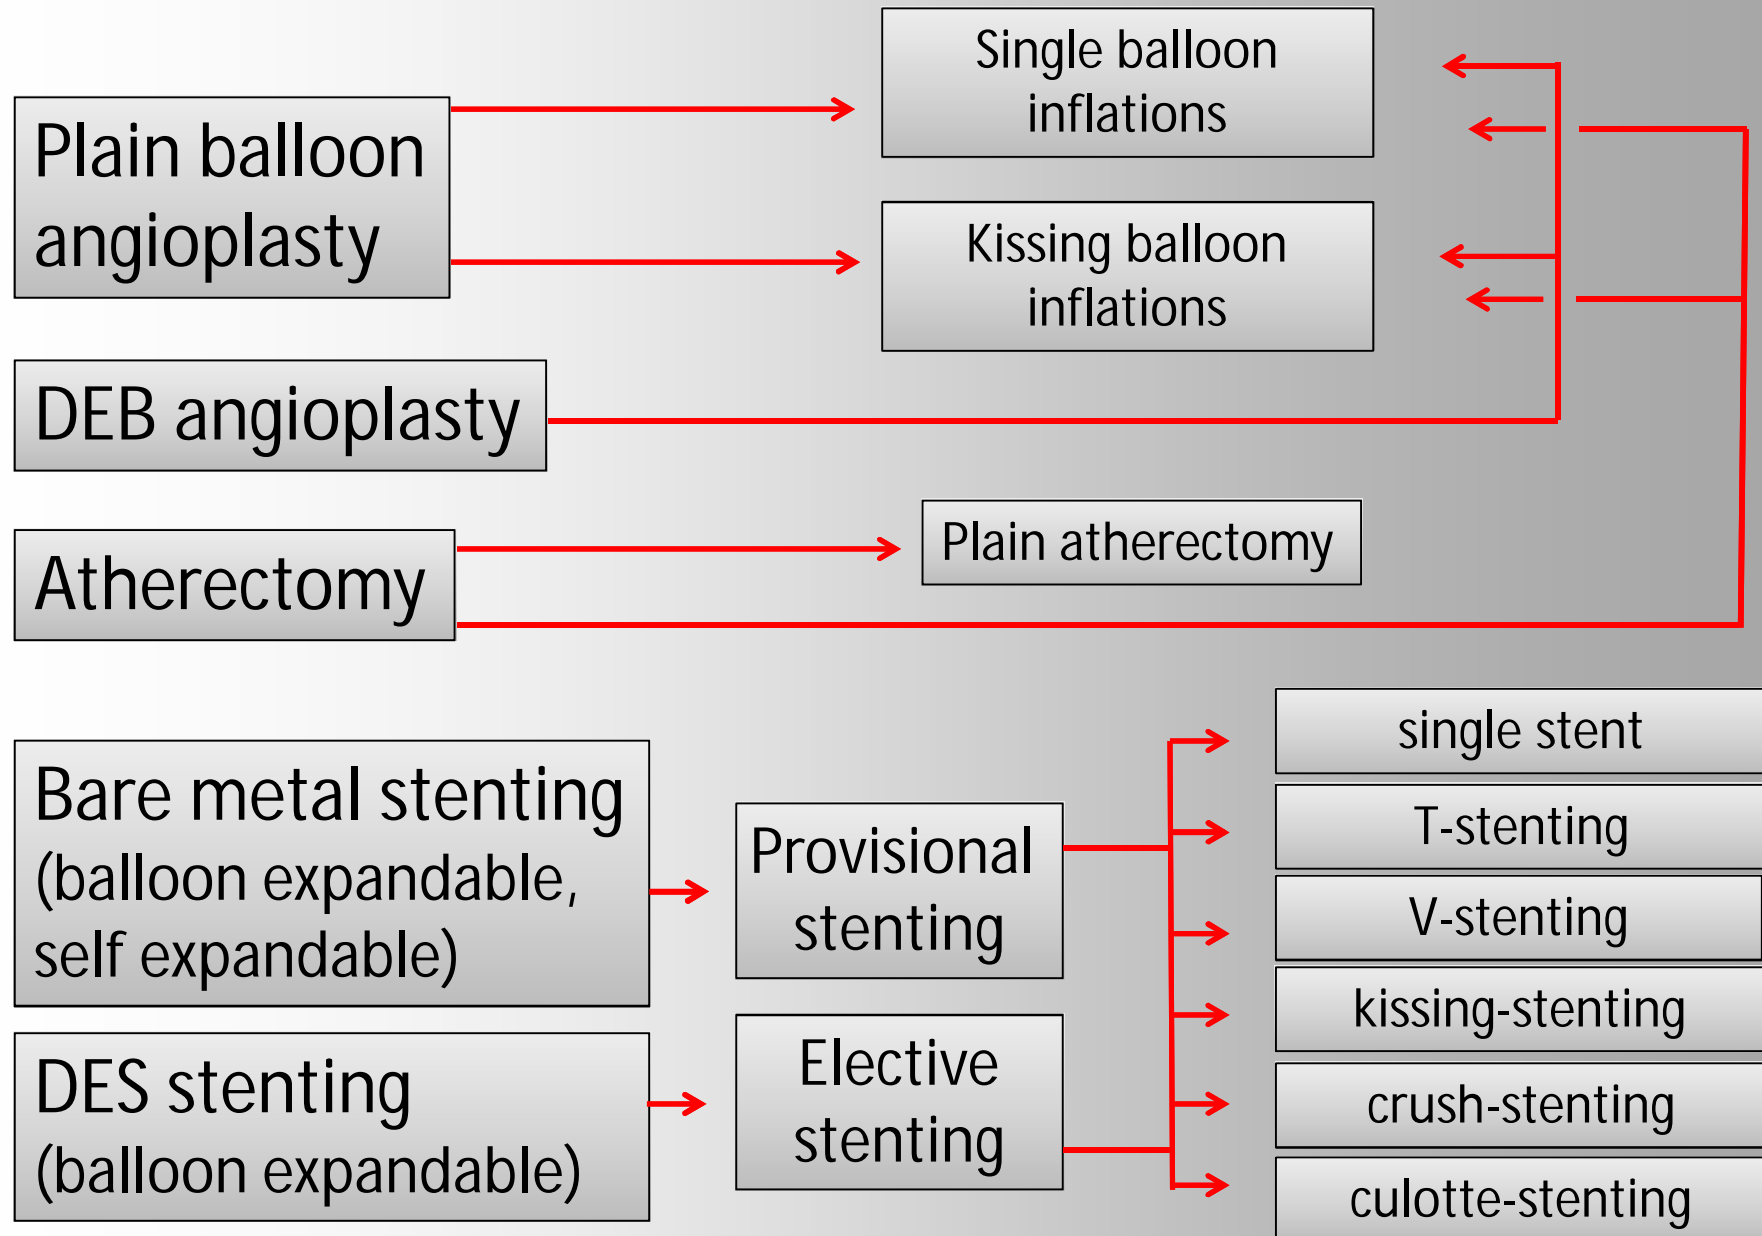 Single balloon
inflations
Plain balloon
angioplasty
Kissing balloon
inflations
DEB angioplasty
Plain atherectomy
Atherectomy
single stent
Bare metal stenting
(balloon expandable,
self expandable)
Provisional
stenting
T-stenting
V-stenting
kissing-stenting
DES stenting
(balloon expandable)
Elective
stenting
crush-stenting
culotte-stenting